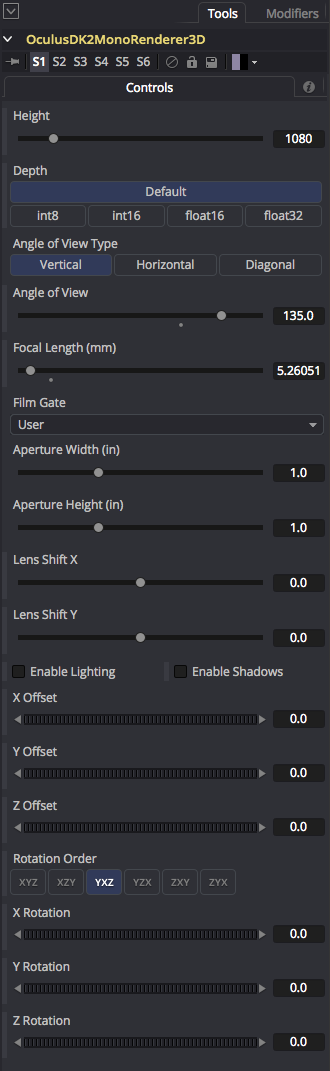 Tools Modifiers
OculusDK2MonoRenderer3D
S1 S2 S3 S4 S5 S6
Controls
Height
1080
Depth
Default
int8 int16 float16 float32
Angle of View Type
Vertical Horizontal Diagonal
Angle of View
135.0
Focal Length (mm)
5.26051
Film Gate
User
Aperture Width (in)
1.0
Aperture Height (in)
1.0
Lens Shift X
0.0
Lens Shift Y
0.0
Enable Lighting Enable Shadows
X Offset
0.0
Y Offset
0.0
Z Offset
0.0
Rotation Order
XYZ XZY YXZ YZX ZXY ZYX
X Rotation
0.0
Y Rotation
0.0
Z Rotation
0.0